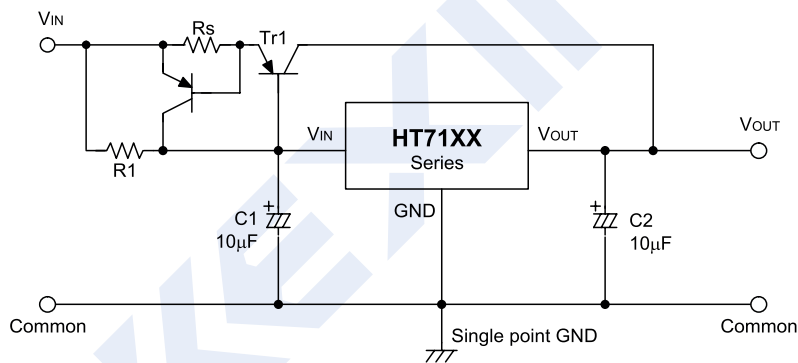 VIN
Rs
Tr1
R1
VIN
HT71XX
Series
VOUT
VOUT
GND
C1
10μF
C2
10μF
Common
Single point GND
Common